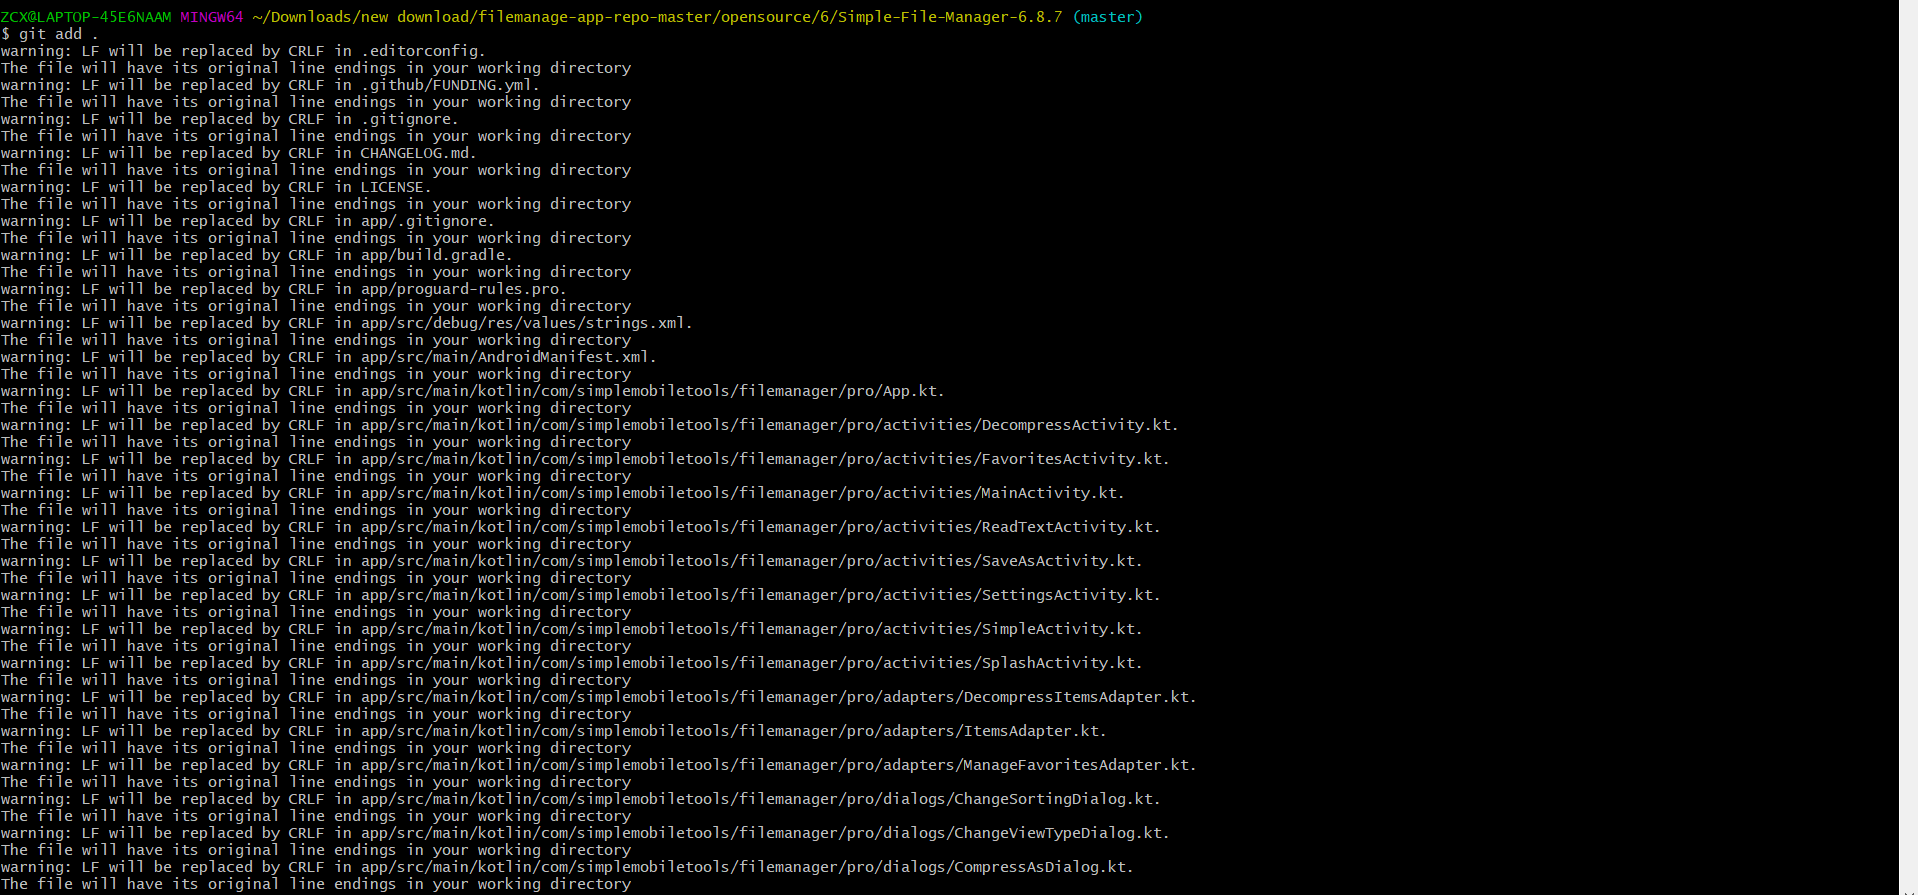 ZCX@LAPTOP-45E6NAAM MINGW64 ~/Downloads/new download/filemanage-app-repo-master/opensource/6/Simple-File-Manager-6.8.7 (master)
$ git add .
warning: LF will be replaced by CRLF in .editorconfig.
The file will have its original line endings in your working directory
warning: LF will be replaced by CRLF in .github/FUNDING.yml.
The file will have its original line endings in your working directory
warning: LF will be replaced by CRLF in .gitignore.
The file will have its original line endings in your working directory
warning: LF will be replaced by CRLF in CHANGELOG.md.
The file will have its original line endings in your working directory
warning: LF will be replaced by CRLF in LICENSE.
The file will have its original line endings in your working directory
warning: LF will be replaced by CRLF in app/.gitignore.
The file will have its original line endings in your working directory
warning: LF will be replaced by CRLF in app/build.gradle.
The file will have its original line endings in your working directory
warning: LF will be replaced by CRLF in app/proguard-rules.pro.
The file will have its original line endings in your working directory
warning: LF will be replaced by CRLF in app/src/debug/res/values/strings.xml.
The file will have its original line endings in your working directory
warning: LF will be replaced by CRLF in app/src/main/AndroidManifest.xml.
The file will have its original line endings in your working directory
warning: LF will be replaced by CRLF in app/src/main/kotlin/com/simplemobiletools/filemanager/pro/App.kt.
The file will have its original line endings in your working directory
warning: LF will be replaced by CRLF in app/src/main/kotlin/com/simplemobiletools/filemanager/pro/activities/DecompressActivity.kt.
The file will have its original line endings in your working directory
warning: LF will be replaced by CRLF in app/src/main/kotlin/com/simplemobiletools/filemanager/pro/activities/FavoritesActivity.kt.
The file will have its original line endings in your working directory
warning: LF will be replaced by CRLF in app/src/main/kotlin/com/simplemobiletools/filemanager/pro/activities/MainActivity.kt.
The file will have its original line endings in your working directory
warning: LF will be replaced by CRLF in app/src/main/kotlin/com/simplemobiletools/filemanager/pro/activities/ReadTextActivity.kt.
The file will have its original line endings in your working directory
warning: LF will be replaced by CRLF in app/src/main/kotlin/com/simplemobiletools/filemanager/pro/activities/SaveAsActivity.kt.
The file will have its original line endings in your working directory
warning: LF will be replaced by CRLF in app/src/main/kotlin/com/simplemobiletools/filemanager/pro/activities/SettingsActivity.kt.
The file will have its original line endings in your working directory
warning: LF will be replaced by CRLF in app/src/main/kotlin/com/simplemobiletools/filemanager/pro/activities/SimpleActivity.kt.
The file will have its original line endings in your working directory
warning: LF will be replaced by CRLF in app/src/main/kotlin/com/simplemobiletools/filemanager/pro/activities/SplashActivity.kt.
The file will have its original line endings in your working directory
warning: LF will be replaced by CRLF in app/src/main/kotlin/com/simplemobiletools/filemanager/pro/adapters/DecompressItemsAdapter.kt.
The file will have its original line endings in your working directory
warning: LF will be replaced by CRLF in app/src/main/kotlin/com/simplemobiletools/filemanager/pro/adapters/ItemsAdapter.kt.
The file will have its original line endings in your working directory
warning: LF will be replaced by CRLF in app/src/main/kotlin/com/simplemobiletools/filemanager/pro/adapters/ManageFavoritesAdapter.kt.
The file will have its original line endings in your working directory
warning: LF will be replaced by CRLF in app/src/main/kotlin/com/simplemobiletools/filemanager/pro/dialogs/ChangeSortingDialog.kt.
The file will have its original line endings in your working directory
warning: LF will be replaced by CRLF in app/src/main/kotlin/com/simplemobiletools/filemanager/pro/dialogs/ChangeViewTypeDialog.kt.
The file will have its original line endings in your working directory
warning: LF will be replaced by CRLF in app/src/main/kotlin/com/simplemobiletools/filemanager/pro/dialogs/CompressAsDialog.kt.
The file will have its original line endings in your working directory